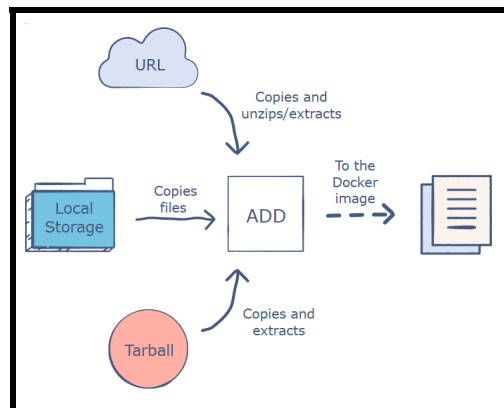 URL
Copies and
unzips/extracts
To the
Docker
image
Copies
files
Local
Storage
ADD
Copies and
extracts
Tarball